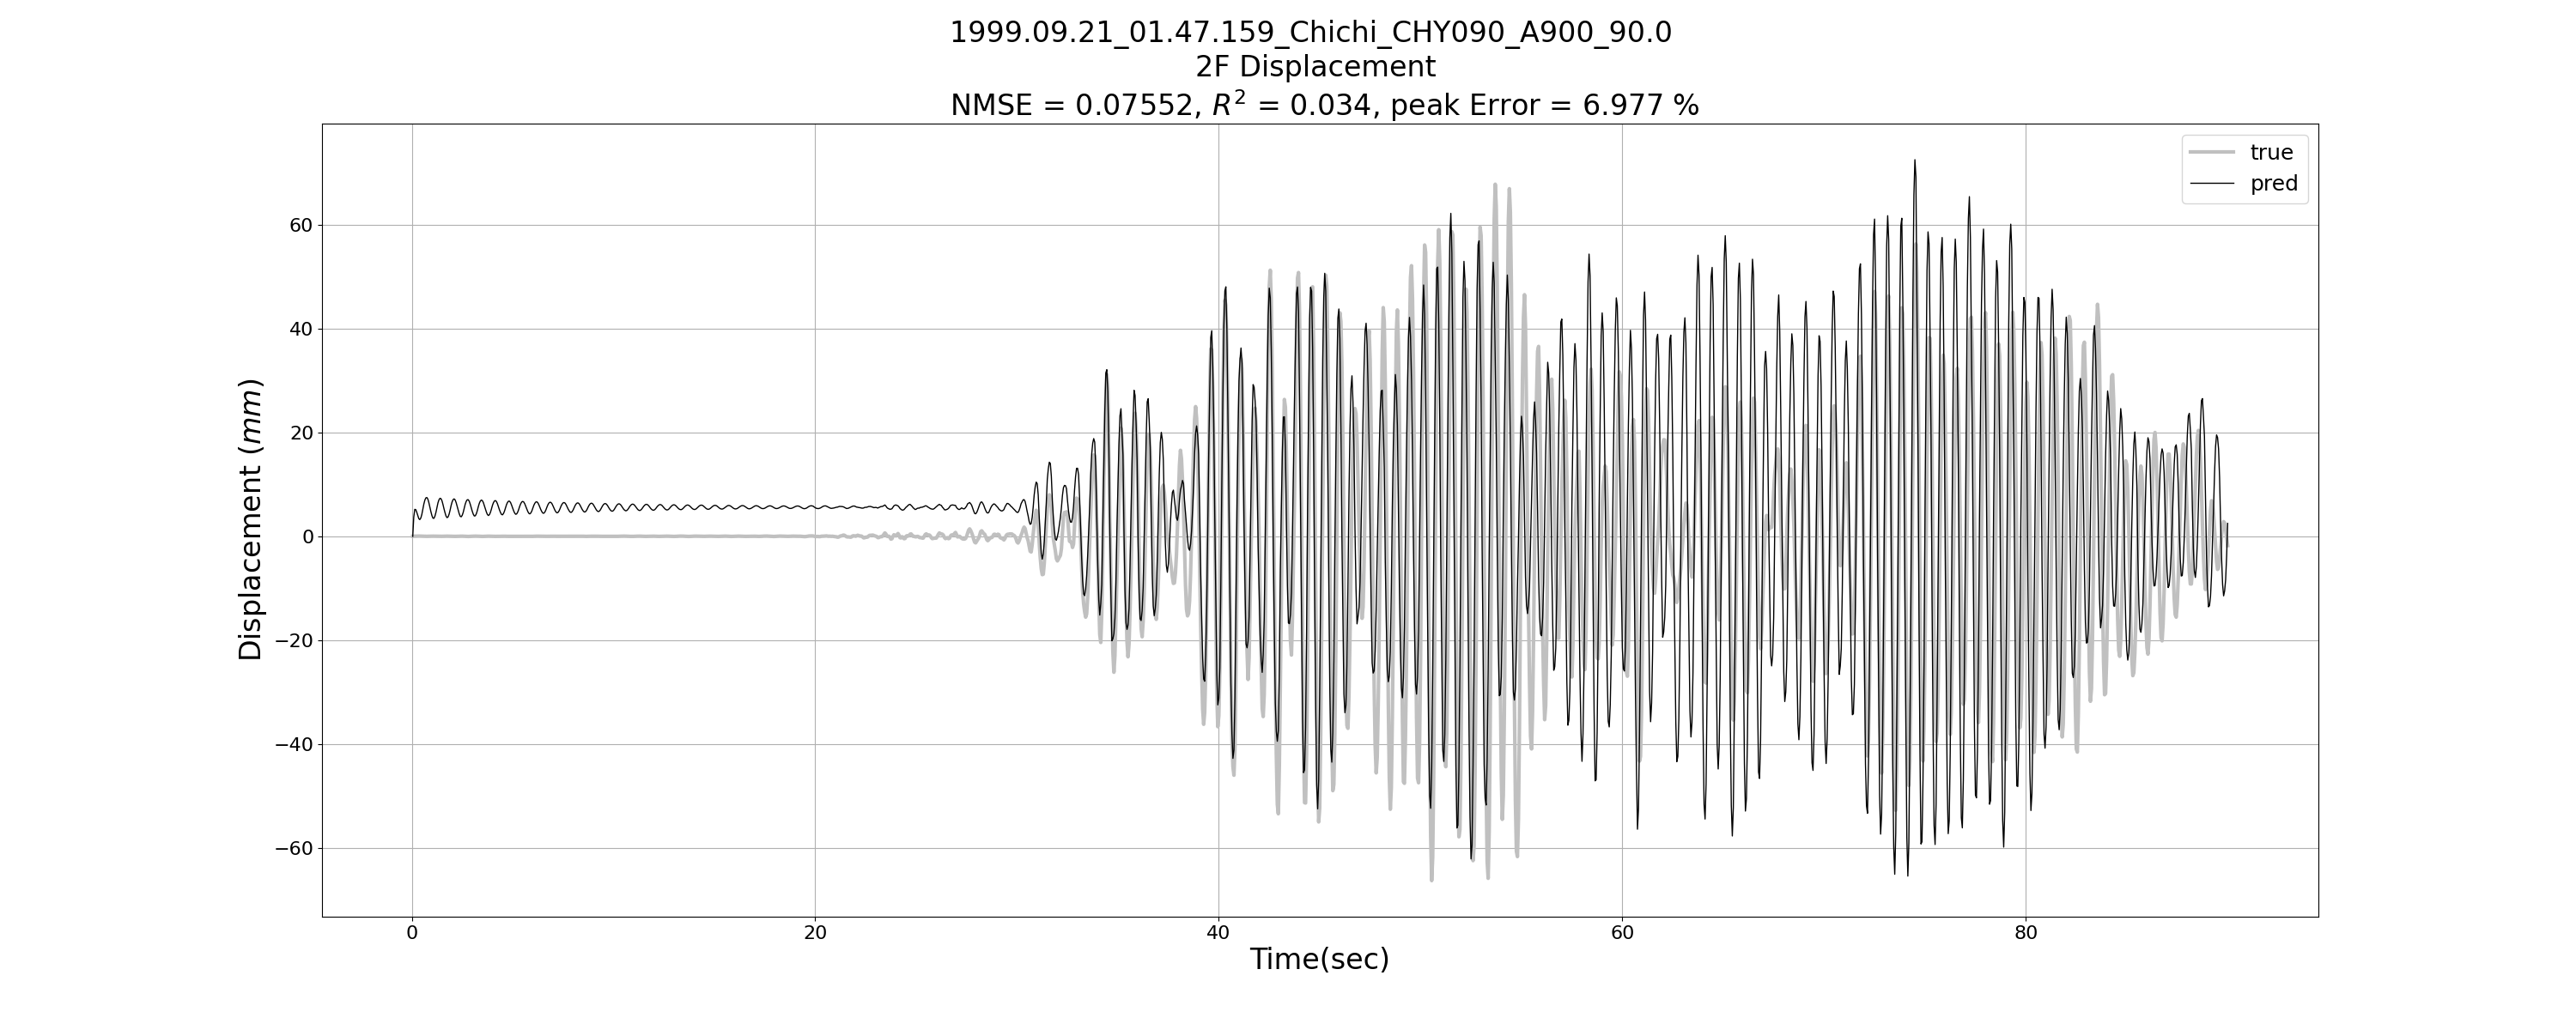 1999.09.21_01.47.159_Chichi_CHY090_A900_90.0
2F Displacement
NMSE = 0.07552, R² = 0.034, peak Error = 6.977 %
true
pred
60
40
20
0
−20
−40
−60
Displacement (mm)
0 20 40 60 80
Time(sec)